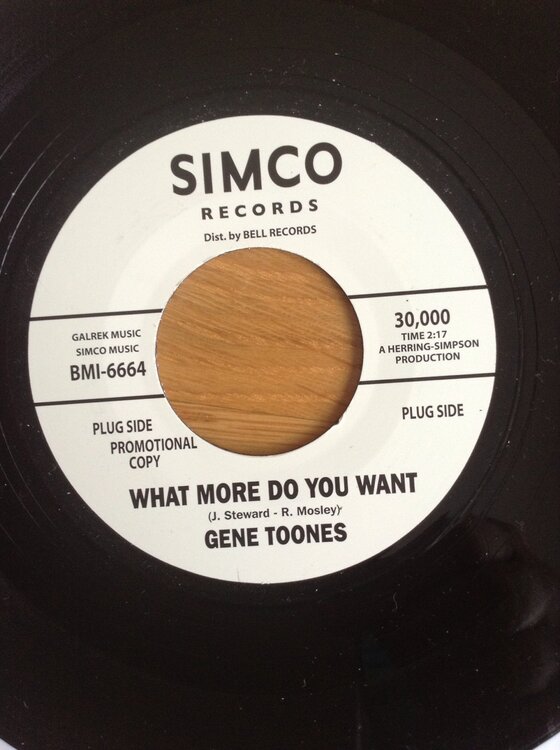 SIMCO
RECORDS
Dist. by BELL RECORDS
GALREK MUSIC
SIMCO MUSIC
BMI-6664
30,000
TIME 2:17
A HERRING-SIMPSON
PRODUCTION
PLUG SIDE
PROMOTIONAL
COPY
PLUG SIDE
WHAT MORE DO YOU WANT
(J. Steward - R. Mosley)
GENE TOONES